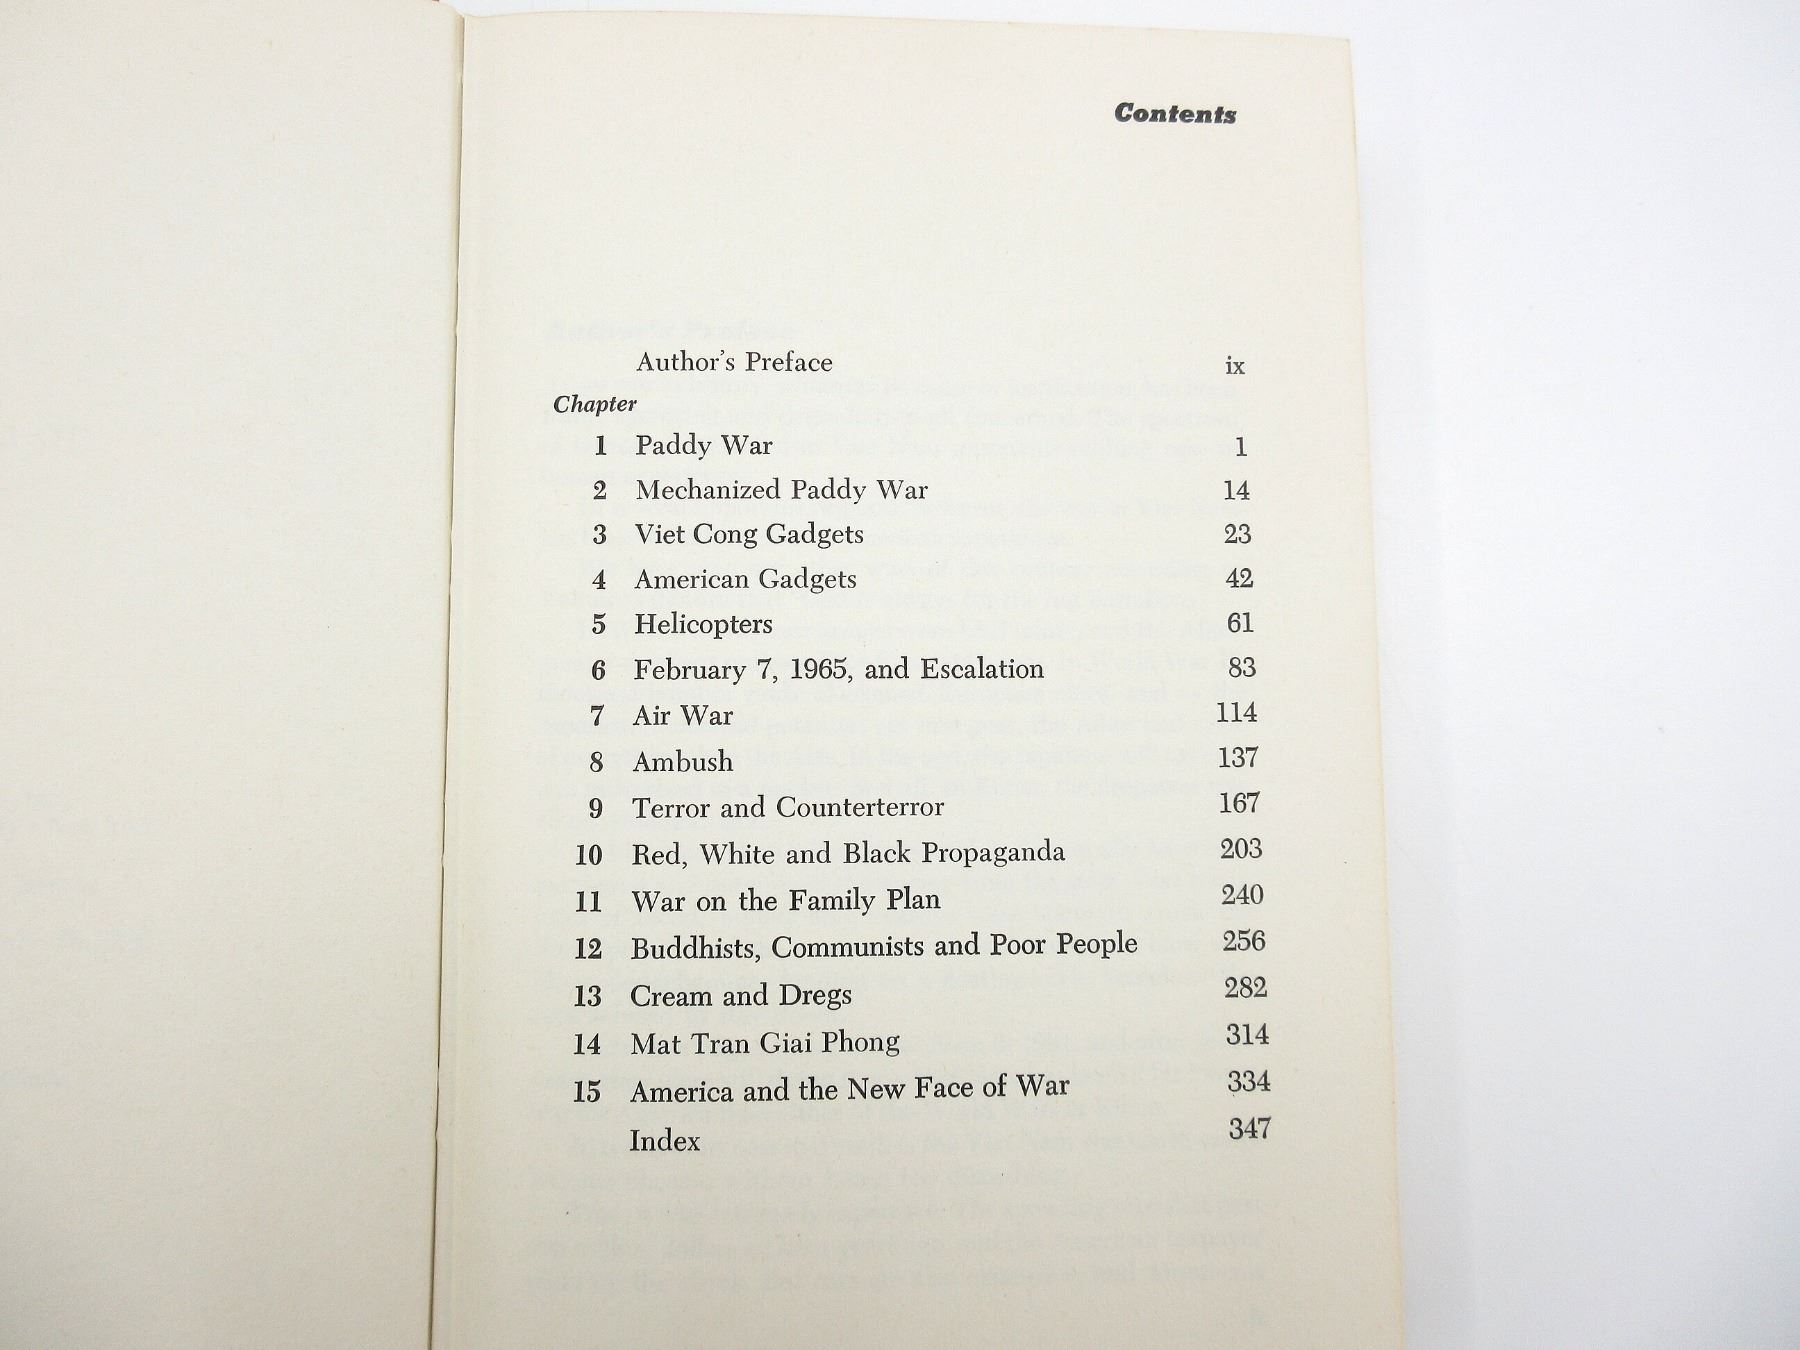 Contents
Author's Preface ix
Chapter
1 Paddy War 1
2 Mechanized Paddy War 14
3 Viet Cong Gadgets 23
4 American Gadgets 42
5 Helicopters 61
6 February 7, 1965, and Escalation 83
7 Air War 114
8 Ambush 137
9 Terror and Counterterror 167
10 Red, White and Black Propaganda 203
11 War on the Family Plan 240
12 Buddhists, Communists and Poor People 256
13 Cream and Dregs 282
14 Mat Tran Giai Phong 314
15 America and the New Face of War 334
Index 347